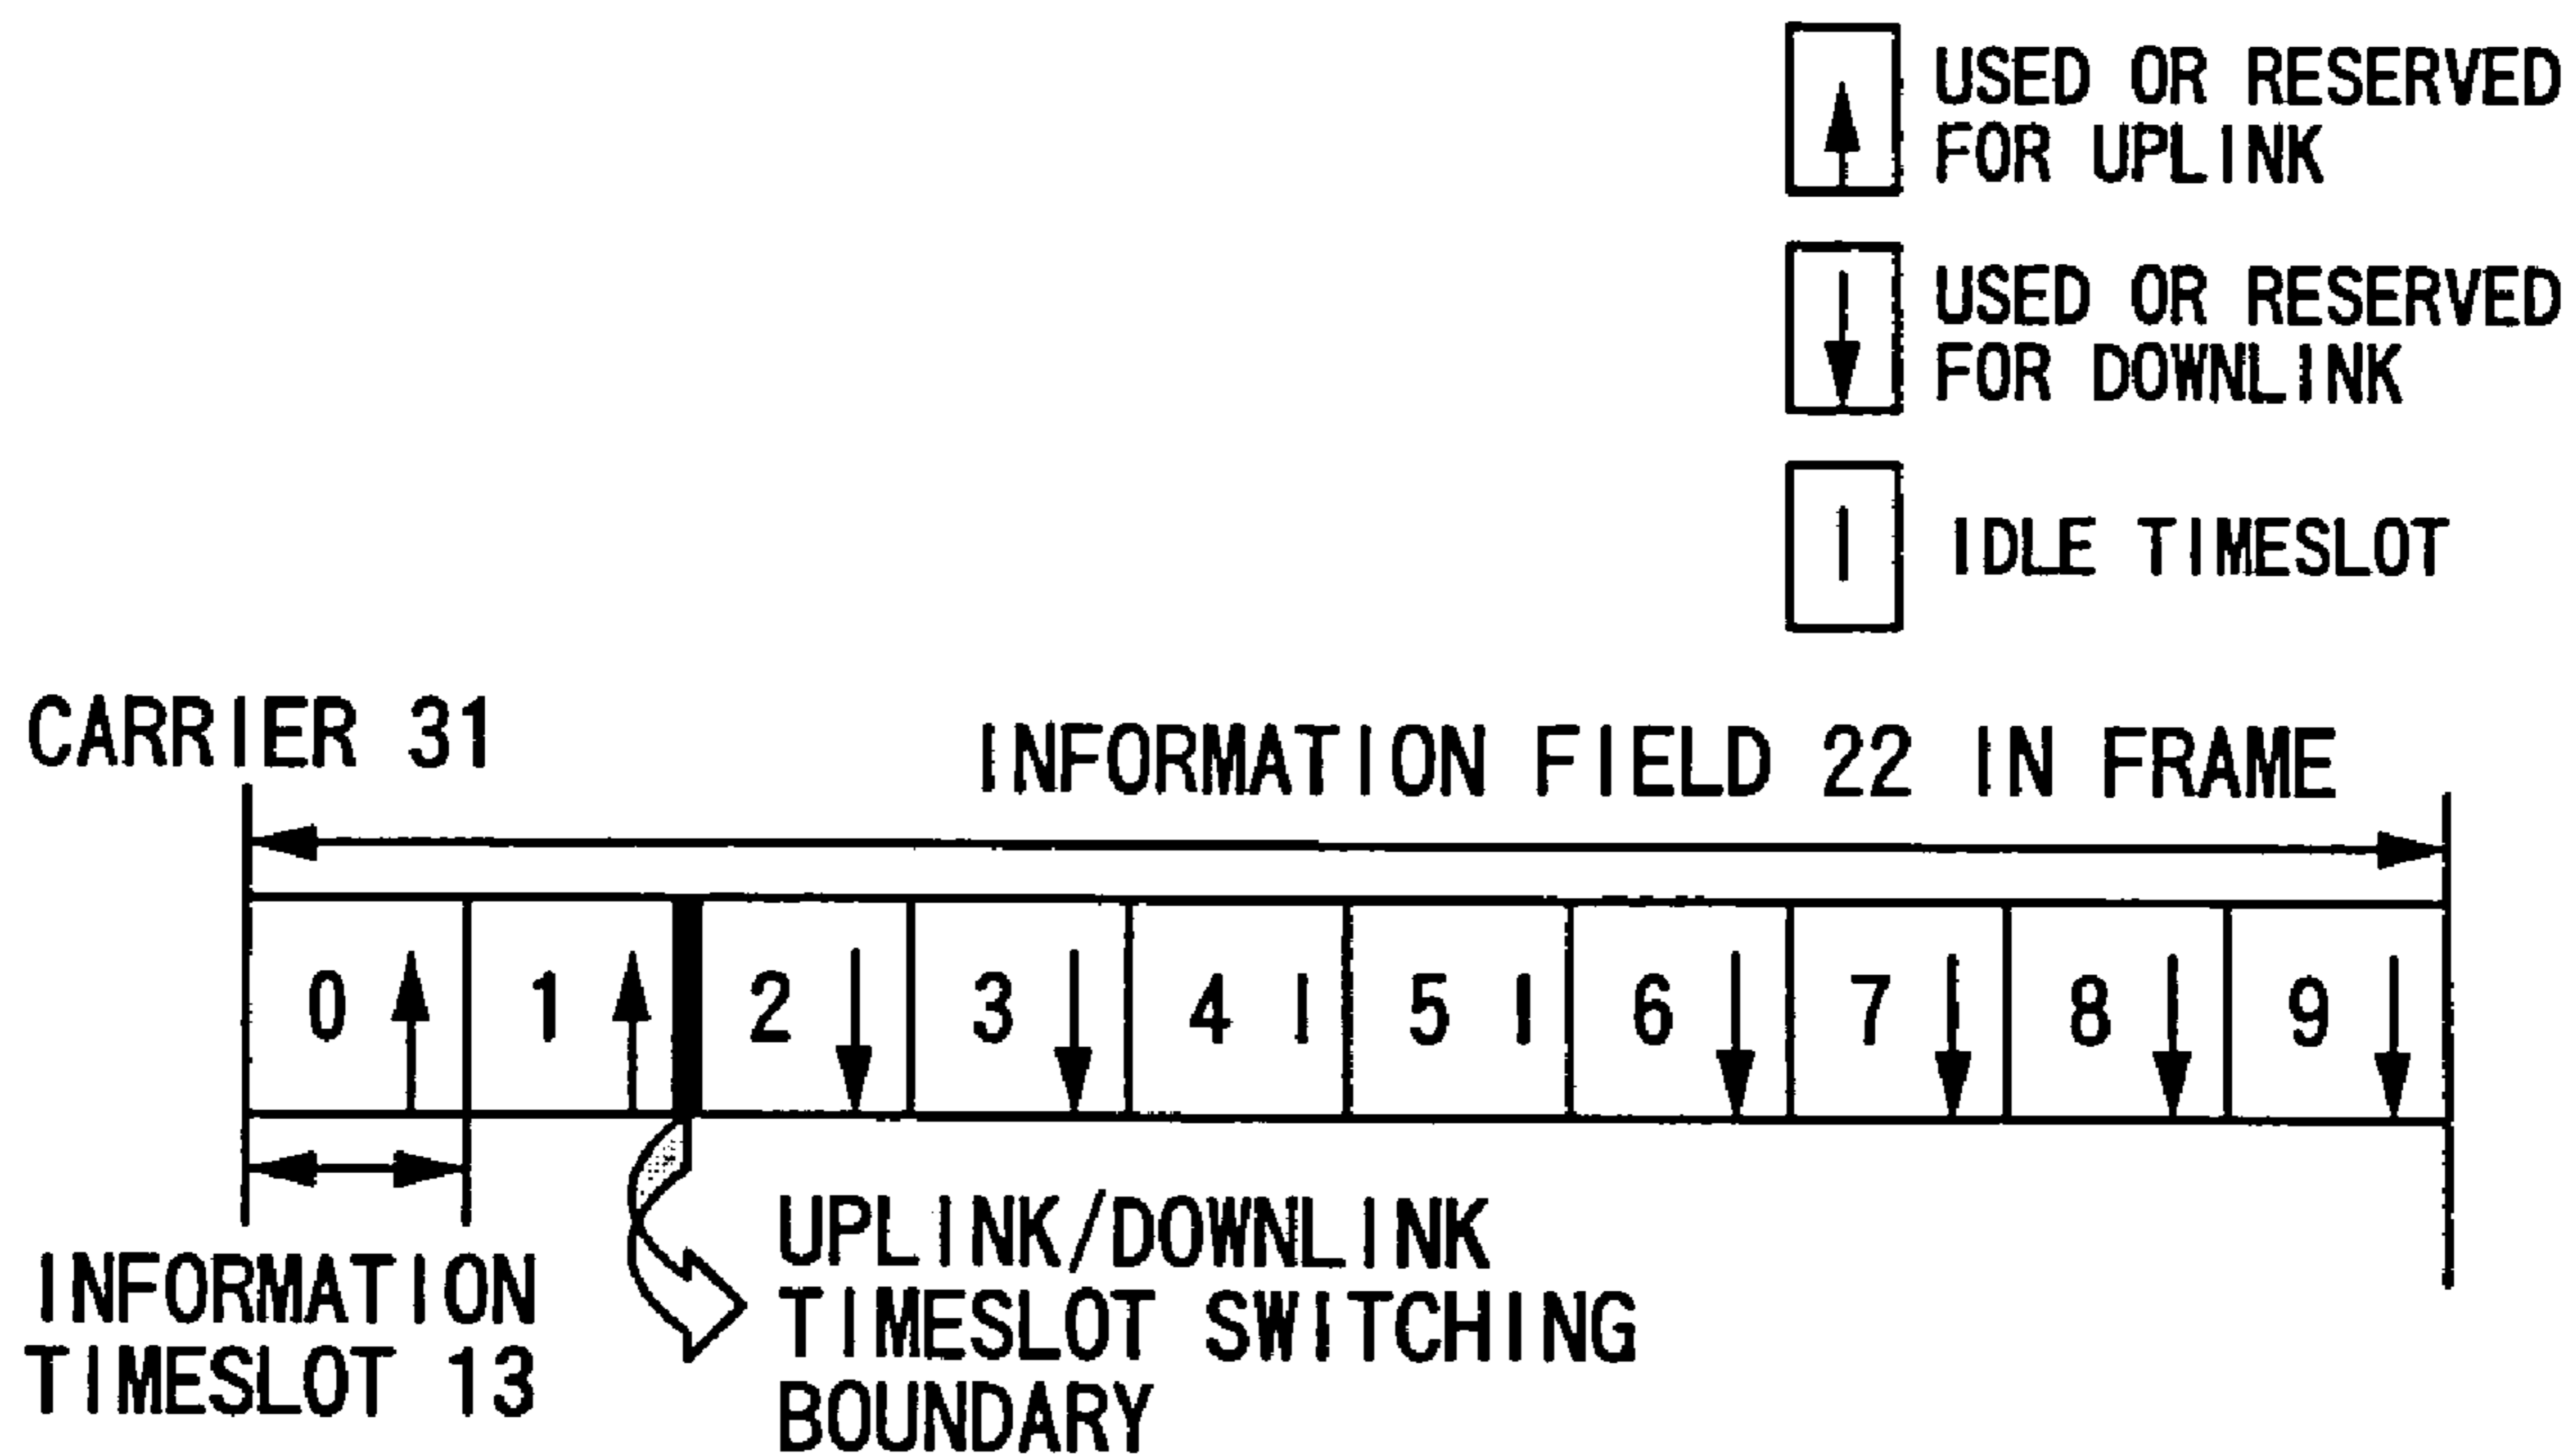 USED OR RESERVED
FOR UPLINK
USED OR RESERVED
FOR DOWNLINK
IDLE TIMESLOT
CARRIER 31
INFORMATION FIELD 22 IN FRAME
0 1 2 3 4 5 6 7 8 9
INFORMATION
TIMESLOT 13
UPLINK/DOWNLINK
TIMESLOT SWITCHING
BOUNDARY